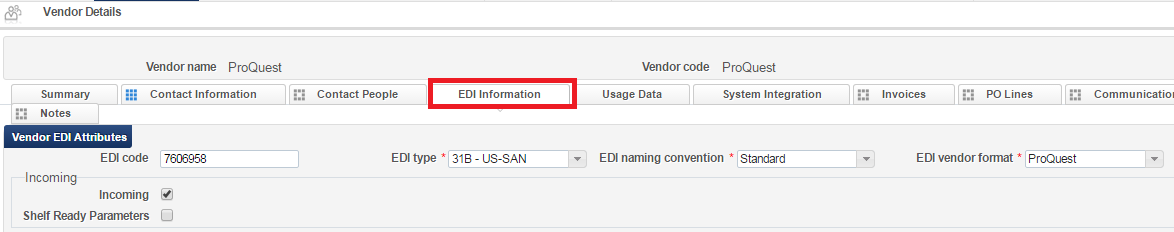 Vendor Details
Vendor name ProQuest Vendor code ProQuest
Summary Contact Information Contact People EDI Information Usage Data System Integration Invoices PO Lines Communication
Notes
Vendor EDI Attributes
EDI code 7606958 EDI type * 31B - US-SAN EDI naming convention * Standard EDI vendor format * ProQuest
Incoming
Incoming
Shelf Ready Parameters